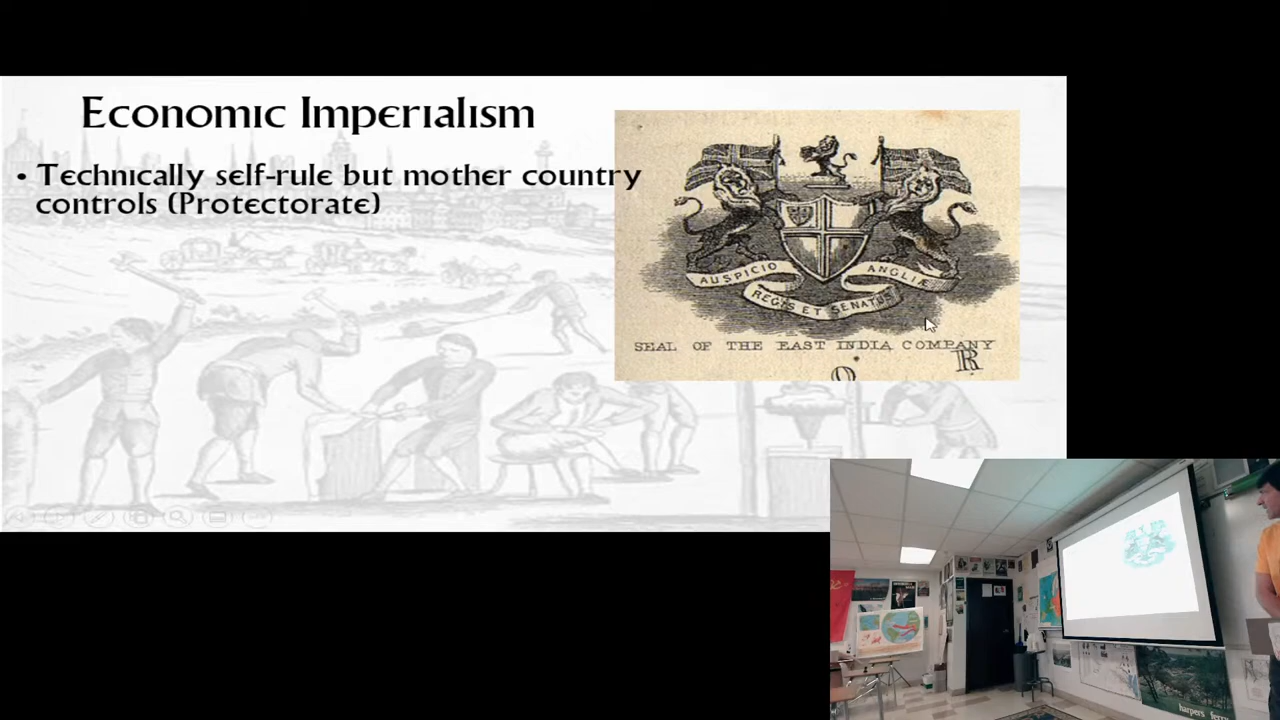 Economic Imperialism
• Technically self-rule but mother country
controls (Protectorate)
AUSPICIO
ANGLIÆ
REGIS ET SENATUS
SEAL OF THE EAST INDIA COMPANY
R
harpers